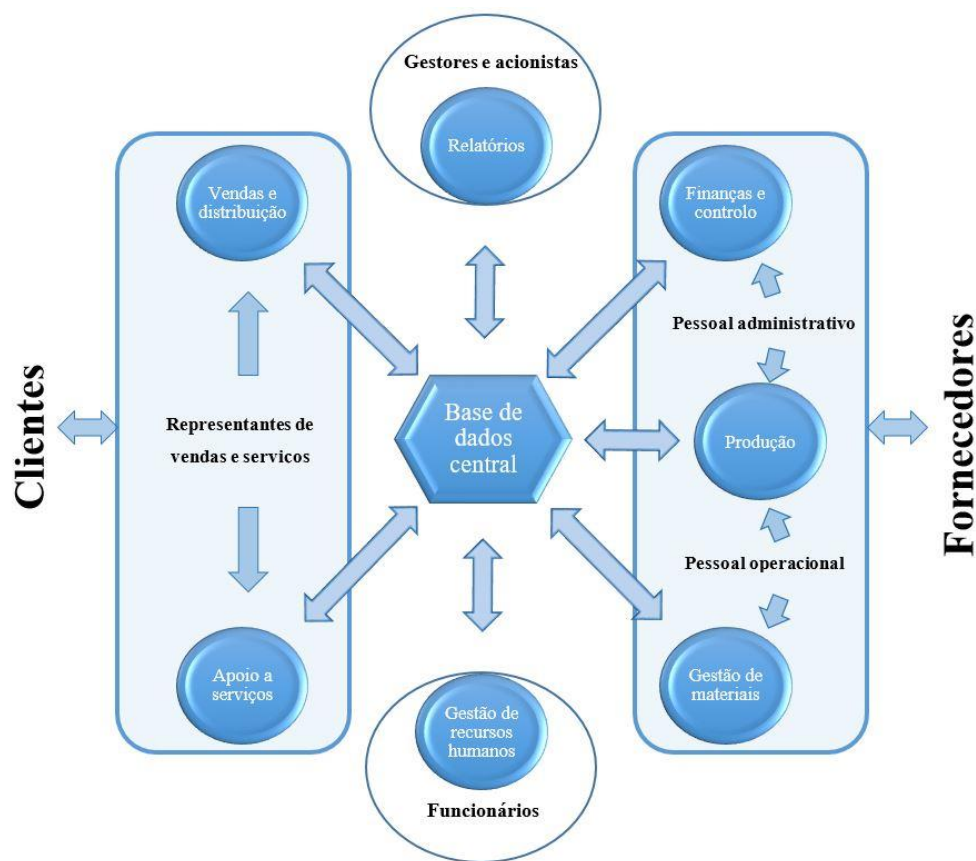 Gestores e acionistas
Relatórios
Vendas e
distribuição
Finanças e
controlo
Pessoal administrativo
Clientes
Representantes de
vendas e serviços
Base de
dados
central
Produção
Fornecedores
Pessoal operacional
Apoio a
serviços
Gestão de
materiais
Gestão de
recursos
humanos
Funcionários